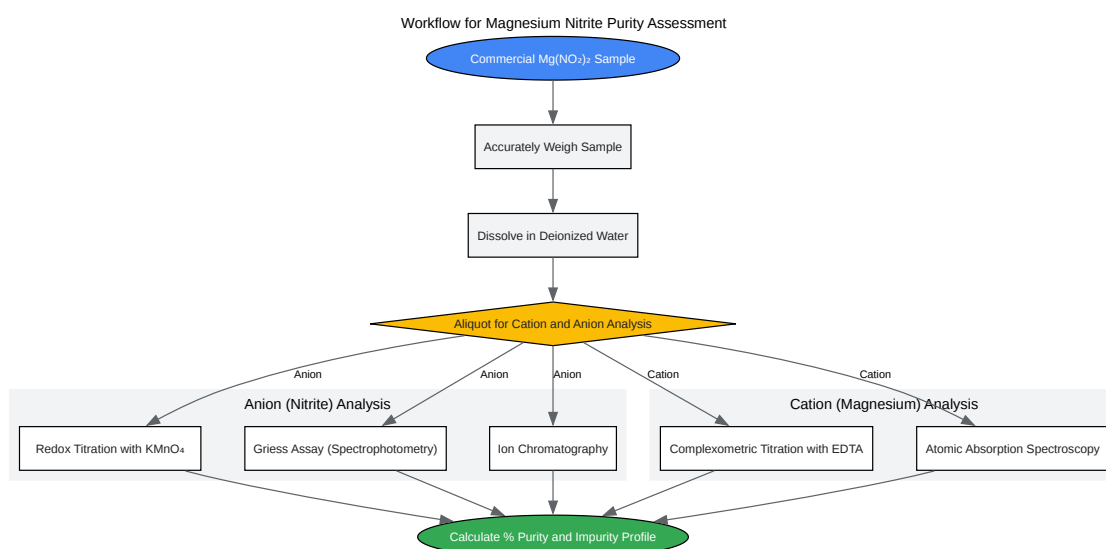 Workflow for Magnesium Nitrite Purity Assessment
Commercial Mg(NO₂)₂ Sample
Accurately Weigh Sample
Dissolve in Deionized Water
Aliquot for Cation and Anion Analysis
Anion
Anion
Anion
Cation
Cation
Anion (Nitrite) Analysis
Cation (Magnesium) Analysis
Redox Titration with KMnO₄
Griess Assay (Spectrophotometry)
Ion Chromatography
Complexometric Titration with EDTA
Atomic Absorption Spectroscopy
Calculate % Purity and Impurity Profile